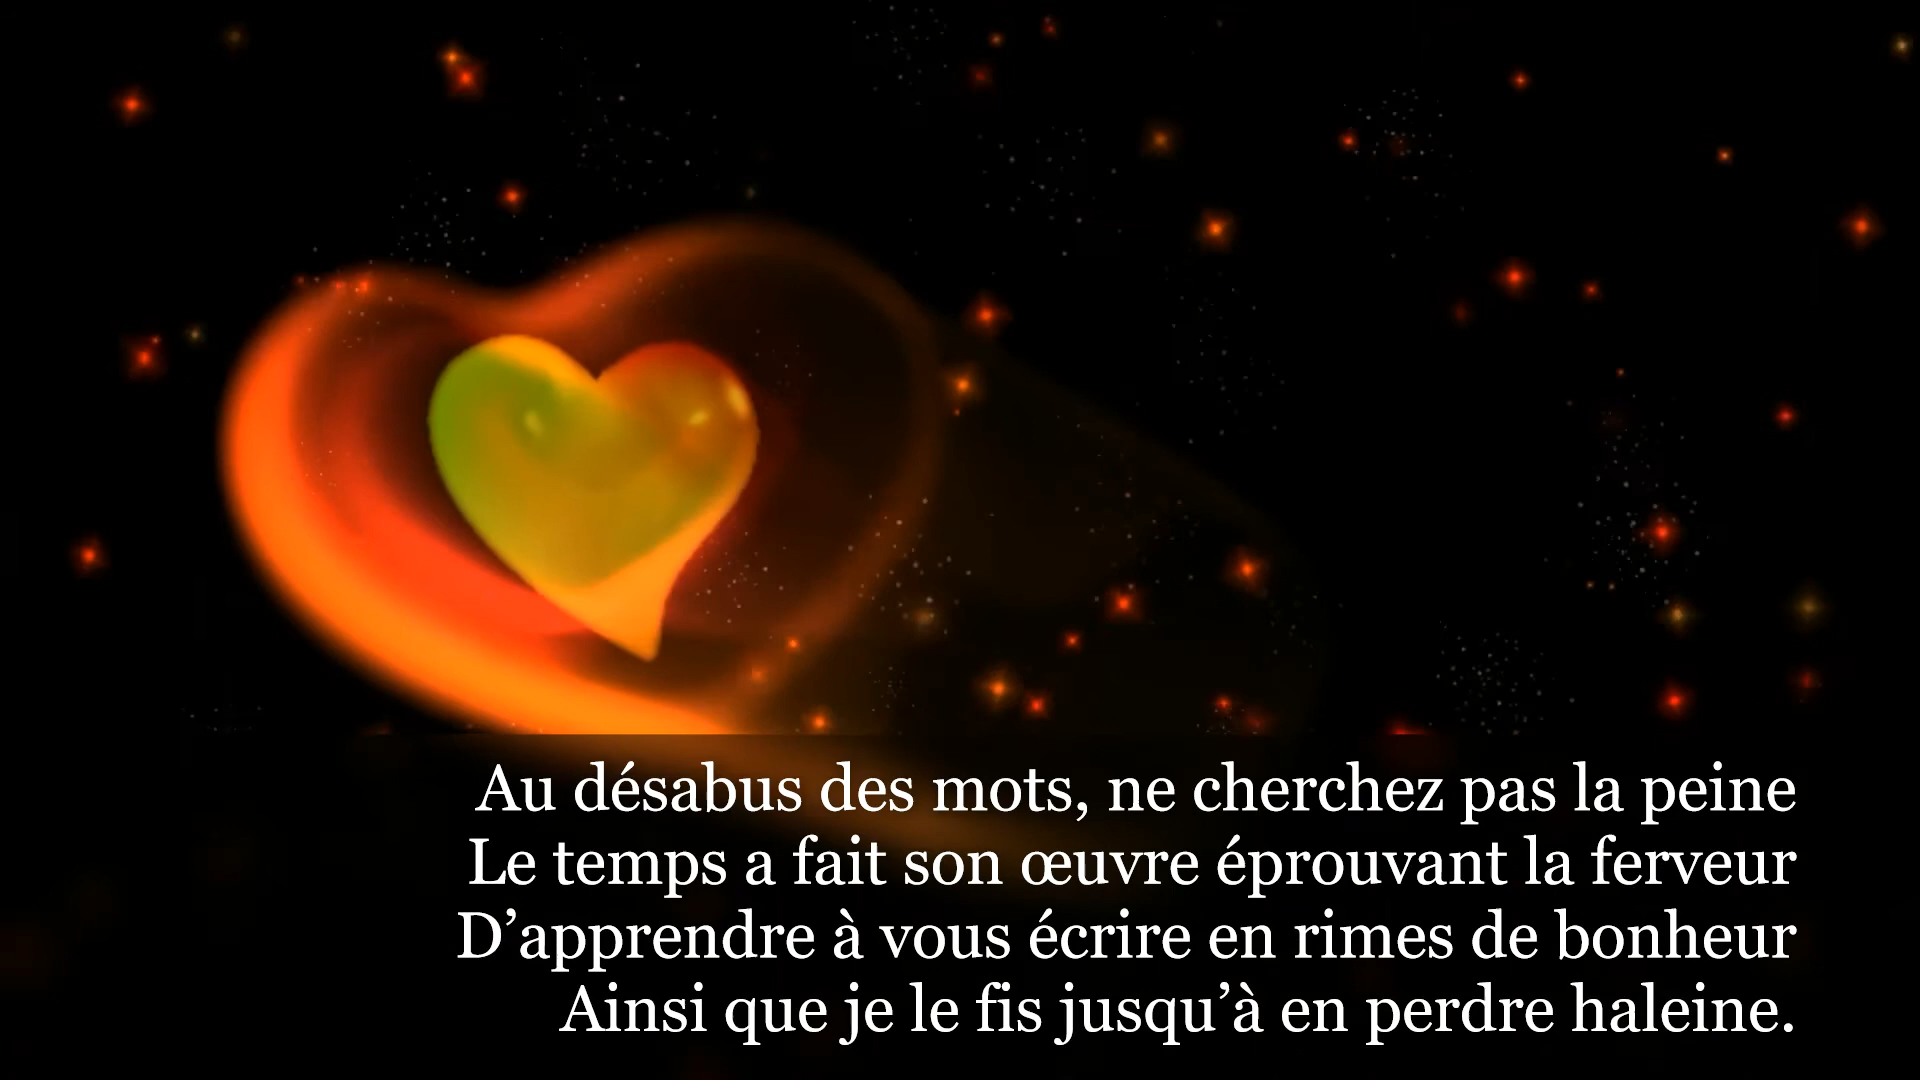 Au désabus des mots, ne cherchez pas la peine
Le temps a fait son œuvre éprouvant la ferveur
D’apprendre à vous écrire en rimes de bonheur
Ainsi que je le fis jusqu’à en perdre haleine.